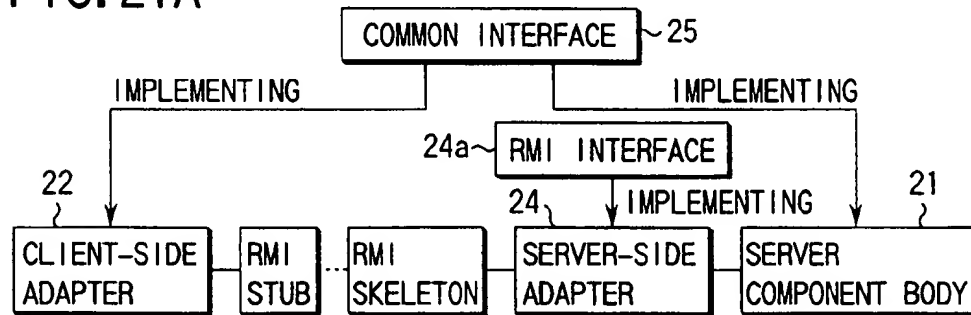 FIG. 21A
COMMON INTERFACE
25
IMPLEMENTING
IMPLEMENTING
24a
RMI INTERFACE
22
24
IMPLEMENTING
21
CLIENT-SIDE
ADAPTER
RMI
STUB
RMI
SKELETON
SERVER-SIDE
ADAPTER
SERVER
COMPONENT BODY